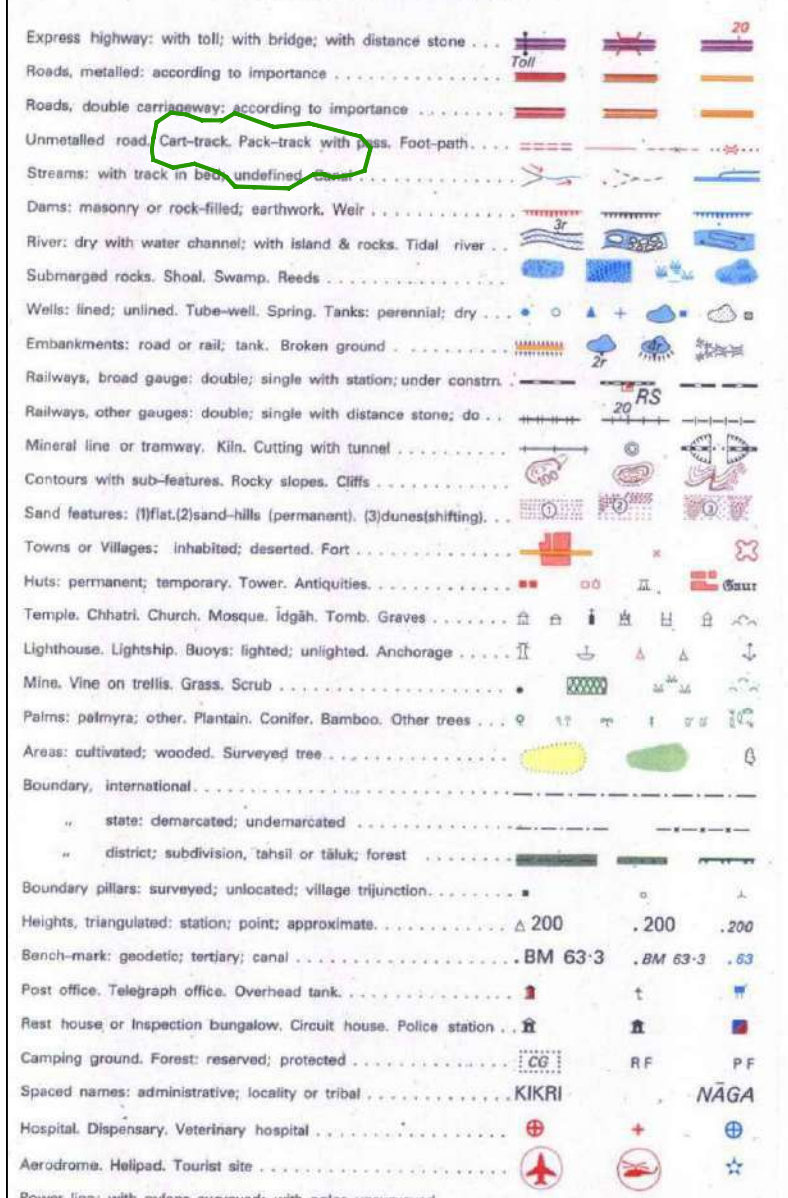 Express highway: with toll; with bridge; with distance stone . . . 20
Toll
Roads, metalled: according to importance
Roads, double carriageway: according to importance
Unmetalled road. Cart-track. Pack-track with pass. Foot-path.
Streams: with track in bed; undefined. Canal
Dams: masonry or rock-filled; earthwork. Weir
3r
River: dry with water channel; with island & rocks. Tidal river
Submerged rocks. Shoal. Swamp. Reeds
Wells: lined; unlined. Tube-well. Spring. Tanks: perennial; dry
Embankments: road or rail; tank. Broken ground
2r 4r
Railways, broad gauge: double; single with station; under constrn.
RS
Railways, other gauges: double; single with distance stone; do 20
Mineral line or tramway. Kiln. Cutting with tunnel
Contours with sub-features. Rocky slopes. Cliffs 100
Sand features: (1)flat.(2)sand-hills (permanent). (3)dunes(shifting). 1 2 3
Towns or Villages: inhabited; deserted. Fort
Huts: permanent; temporary. Tower. Antiquities. Gaur
Temple. Chhatri. Church. Mosque. Īdgāh. Tomb. Graves
Lighthouse. Lightship. Buoys: lighted; unlighted. Anchorage
Mine. Vine on trellis. Grass. Scrub
Palms: palmyra; other. Plantain. Conifer. Bamboo. Other trees
Areas: cultivated; wooded. Surveyed tree
Boundary, international
,, state: demarcated; undemarcated
,, district; subdivision, tahsil or tāluk; forest
Boundary pillars: surveyed; unlocated; village trijunction.
Heights, triangulated: station; point; approximate. 200 .200 .200
Bench-mark: geodetic; tertiary; canal .BM 63·3 .BM 63·3 .63
Post office. Telegraph office. Overhead tank.
Rest house or Inspection bungalow. Circuit house. Police station
Camping ground. Forest: reserved; protected CG RF PF
Spaced names: administrative; locality or tribal KIKRI NĀGA
Hospital. Dispensary. Veterinary hospital
Aerodrome. Helipad. Tourist site